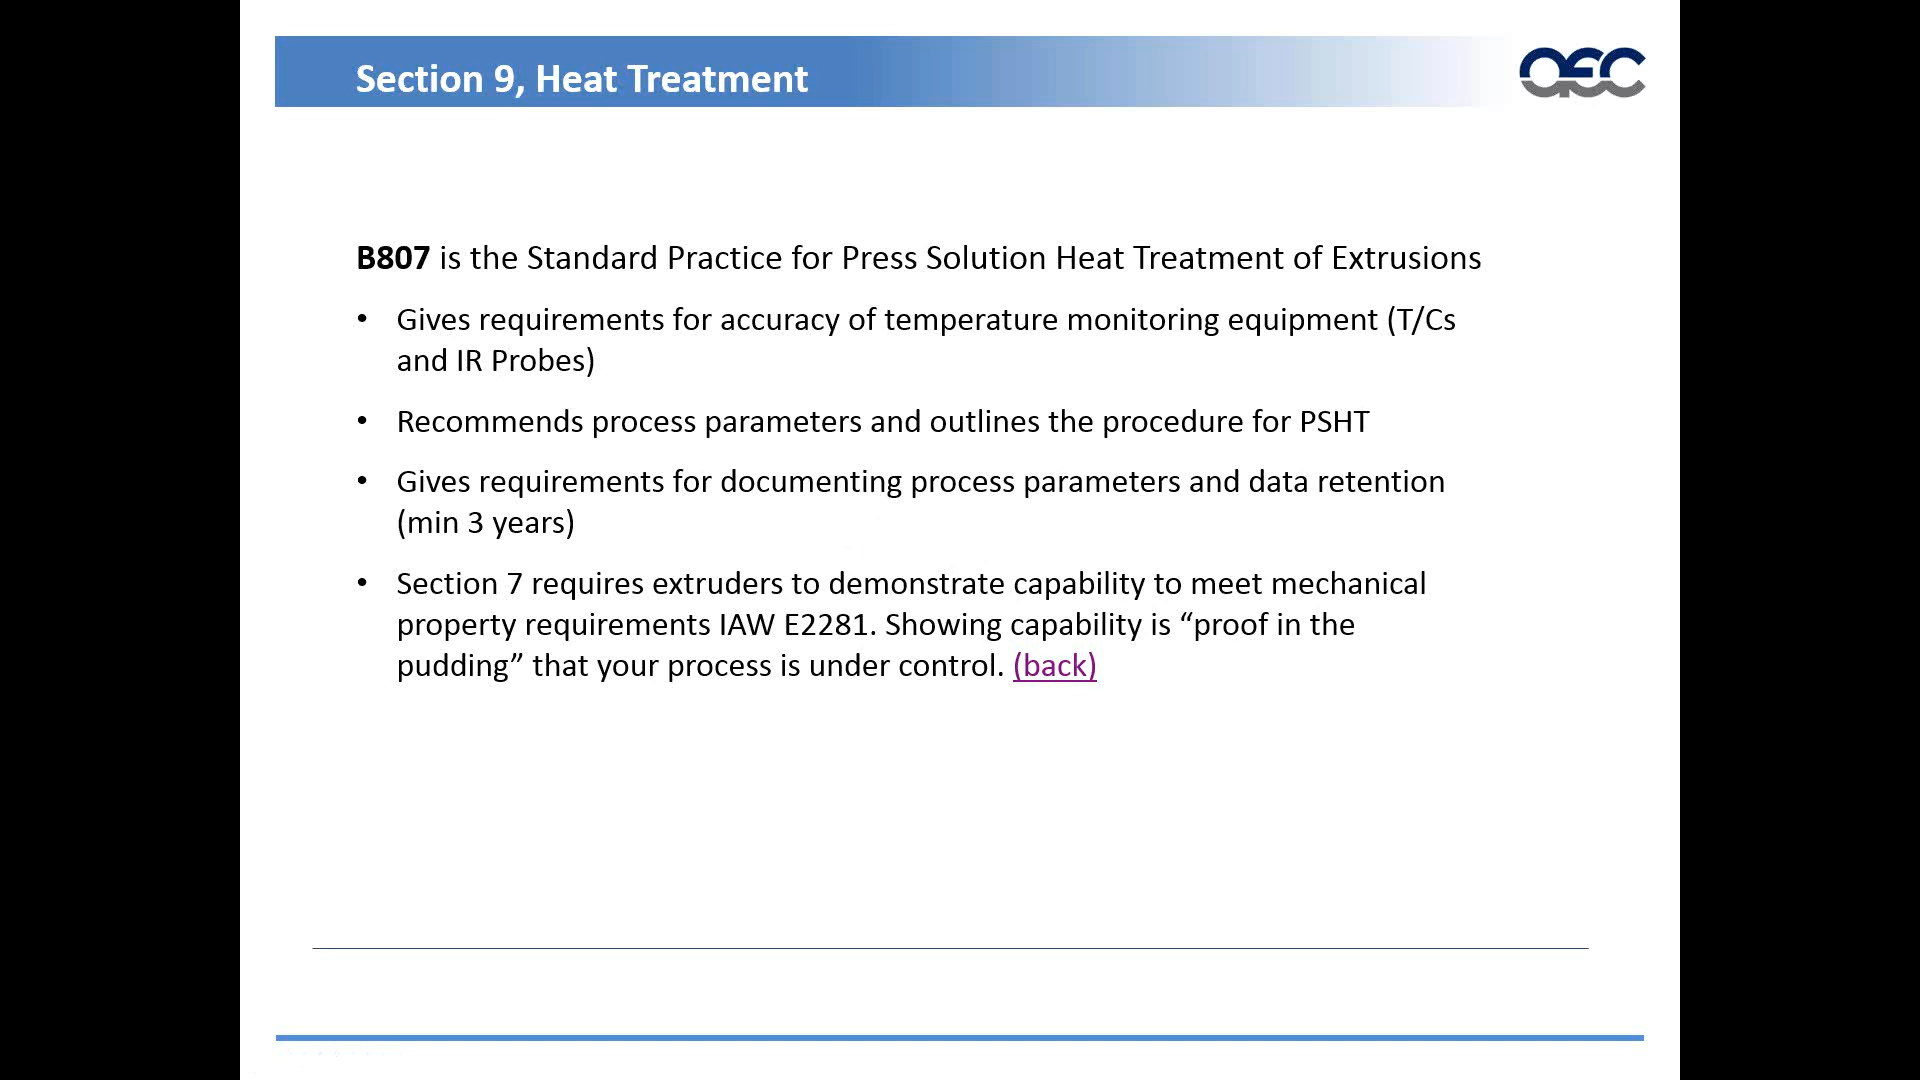 Section 9, Heat Treatment
AEC
B807 is the Standard Practice for Press Solution Heat Treatment of Extrusions
• Gives requirements for accuracy of temperature monitoring equipment (T/Cs
and IR Probes)
• Recommends process parameters and outlines the procedure for PSHT
• Gives requirements for documenting process parameters and data retention
(min 3 years)
• Section 7 requires extruders to demonstrate capability to meet mechanical
property requirements IAW E2281. Showing capability is “proof in the
pudding” that your process is under control. (back)